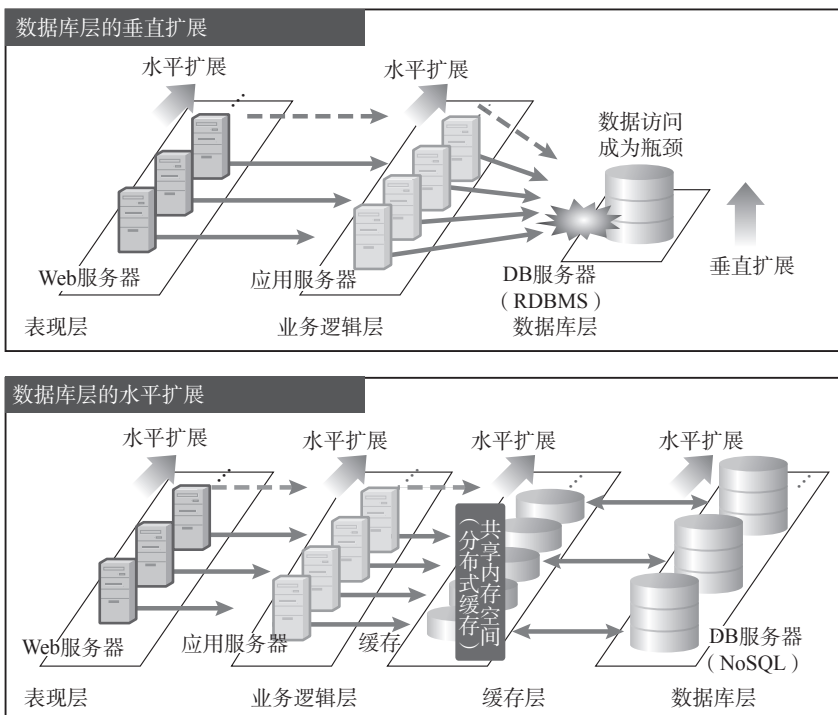 数据库层的垂直扩展
水平扩展
水平扩展
数据访问
成为瓶颈
Web服务器
应用服务器
DB服务器
（RDBMS）
垂直扩展
表现层
业务逻辑层
数据库层
数据库层的水平扩展
水平扩展
水平扩展
水平扩展
水平扩展
共享内存空间
（分布式缓存）
Web服务器
应用服务器
缓存
DB服务器
（NoSQL）
表现层
业务逻辑层
缓存层
数据库层